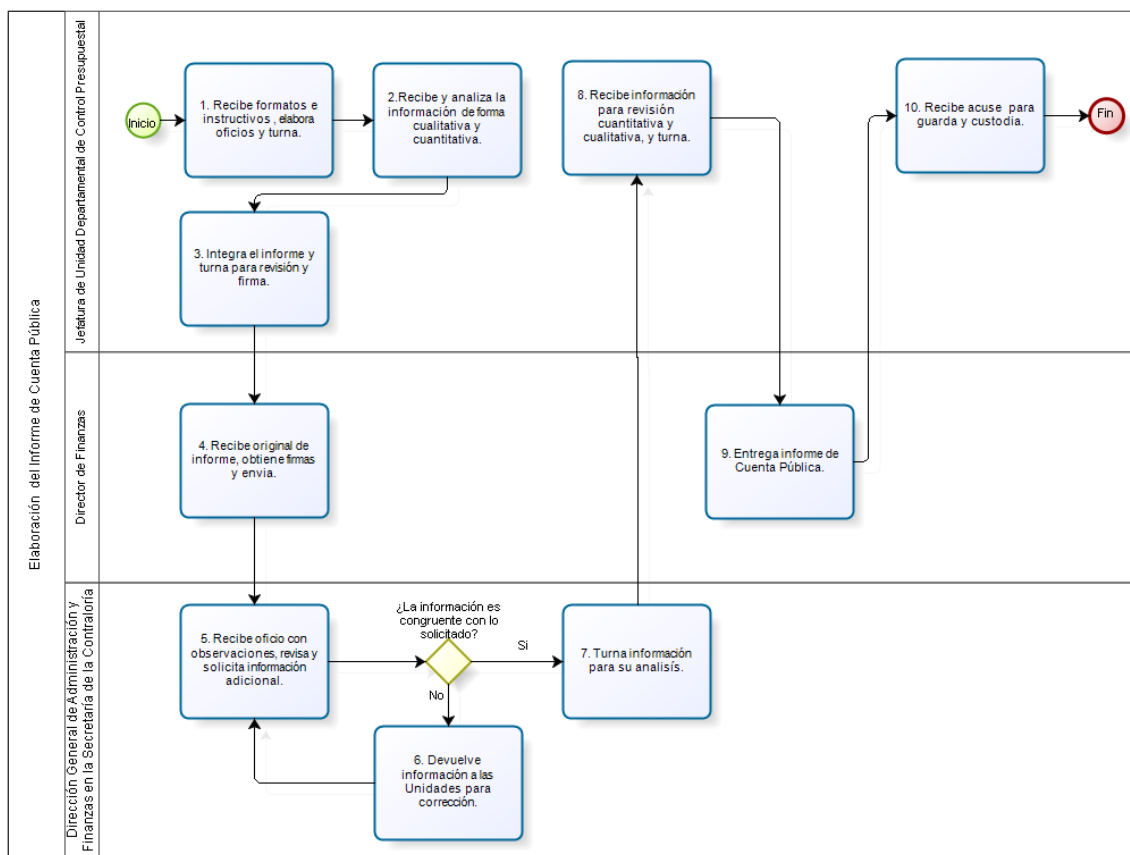 Elaboración del Informe de Cuenta Pública
Jefatura de Unidad Departamental de Control Presupuestal
Inicio
1. Recibe formatos e
instructivos , elabora
oficios y turna.
2.Recibe y analiza la
información de forma
cualitativa y
cuantitativa.
3. Integra el informe y
turna para revisión y
firma.
8. Recibe información
para revisión
cuantitativa y
cualitativa, y turna.
10. Recibe acuse para
guarda y custodia.
Fin
Director de Finanzas
4. Recibe original de
informe, obtiene firmas
y envia.
9. Entrega informe de
Cuenta Pública.
Dirección General de Administración y
Finanzas en la Secretaría de la Contraloría
5. Recibe oficio con
observaciones, revisa y
solicita información
adicional.
¿La información es
congruente con lo
solicitado?
Si
No
6. Devuelve
información a las
Unidades para
corrección.
7. Turna información
para su analisís.